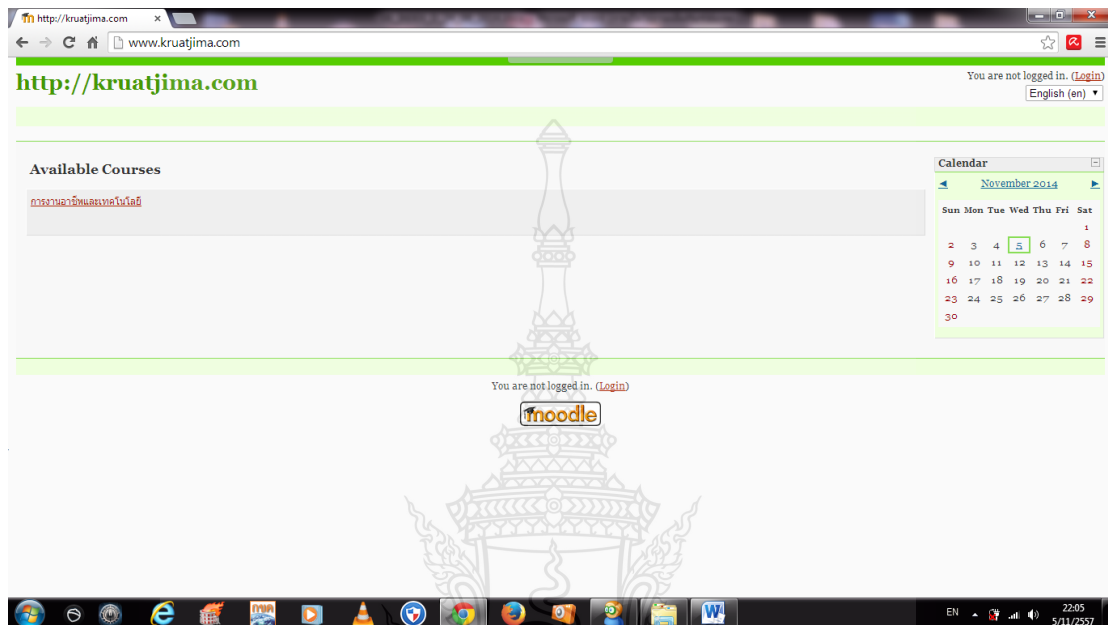 http://kruatjima.com
www.kruatjima.com
http://kruatjima.com
You are not logged in. (Login)
English (en)
Available Courses
การงานอาชีพและเทคโนโลยี
Calendar
November 2014
Sun Mon Tue Wed Thu Fri Sat
1
2 3 4 5 6 7 8
9 10 11 12 13 14 15
16 17 18 19 20 21 22
23 24 25 26 27 28 29
30
You are not logged in. (Login)
moodle
EN
22:05
5/11/2557